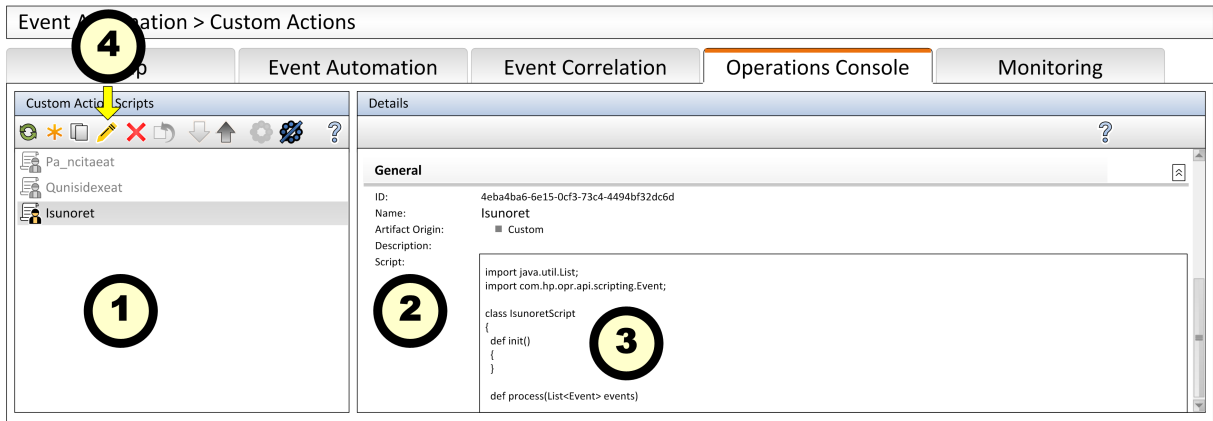 Event ation > Custom Actions
4
p
Event Automation
Event Correlation
Operations Console
Monitoring
Custom Action Scripts
Details
?
?
Pa_ncitaeat
Qunisidexeat
Isunoret
General
ID:
4eba4ba6-6e15-0cf3-73c4-4494bf32dc6d
Name:
Isunoret
Artifact Origin:
Custom
Description:
Script:
import java.util.List;
import com.hp.opr.api.scripting.Event;
class IsunoretScript
{
def init()
{
}
def process(List<Event> events)
1
2
3